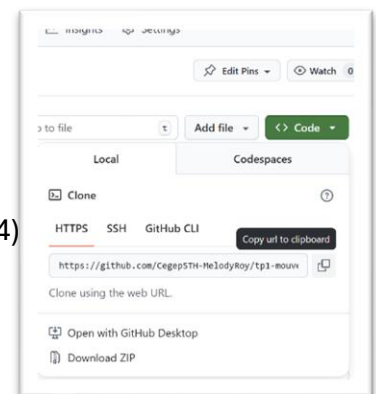 Insights Settings
Edit Pins Watch 0
to file t Add file <> Code
Local Codespaces
Clone
4)
HTTPS SSH GitHub CLI
Copy url to clipboard
https://github.com/CegepSTH-MelodyRoy/tp1-mouve
Clone using the web URL.
Open with GitHub Desktop
Download ZIP